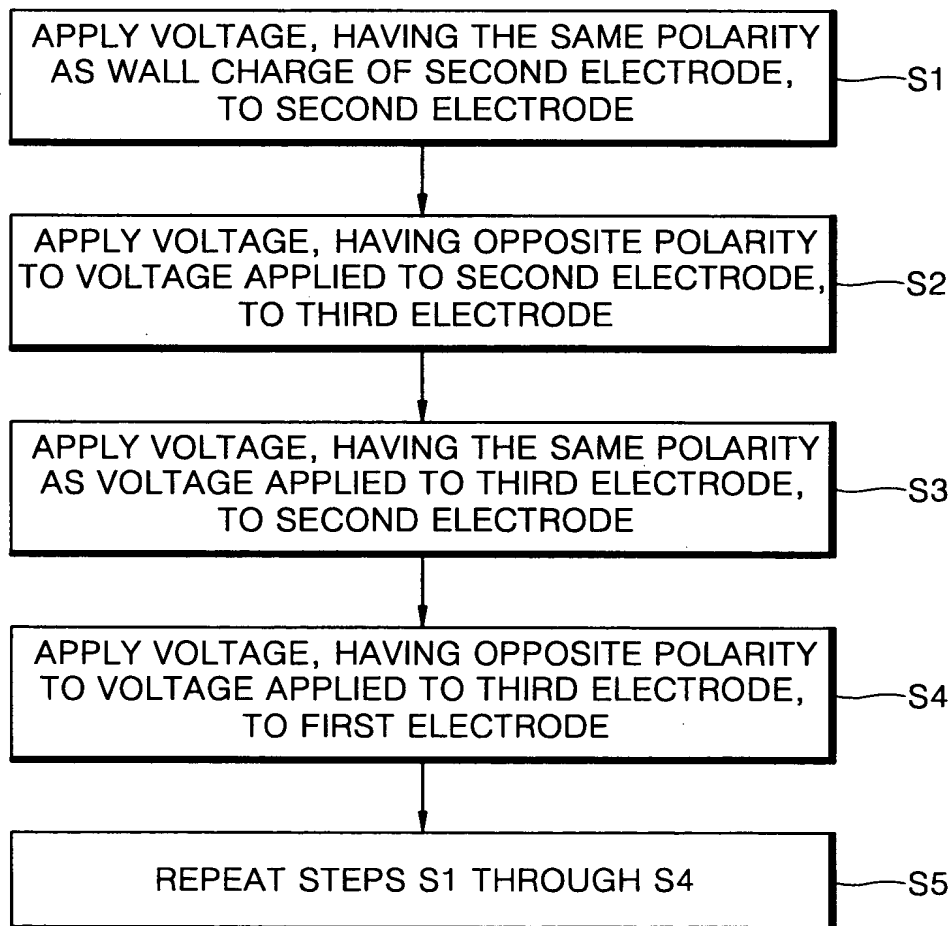 APPLY VOLTAGE, HAVING THE SAME POLARITY
AS WALL CHARGE OF SECOND ELECTRODE,
TO SECOND ELECTRODE
S1
APPLY VOLTAGE, HAVING OPPOSITE POLARITY
TO VOLTAGE APPLIED TO SECOND ELECTRODE,
TO THIRD ELECTRODE
S2
APPLY VOLTAGE, HAVING THE SAME POLARITY
AS VOLTAGE APPLIED TO THIRD ELECTRODE,
TO SECOND ELECTRODE
S3
APPLY VOLTAGE, HAVING OPPOSITE POLARITY
TO VOLTAGE APPLIED TO THIRD ELECTRODE,
TO FIRST ELECTRODE
S4
REPEAT STEPS S1 THROUGH S4
S5